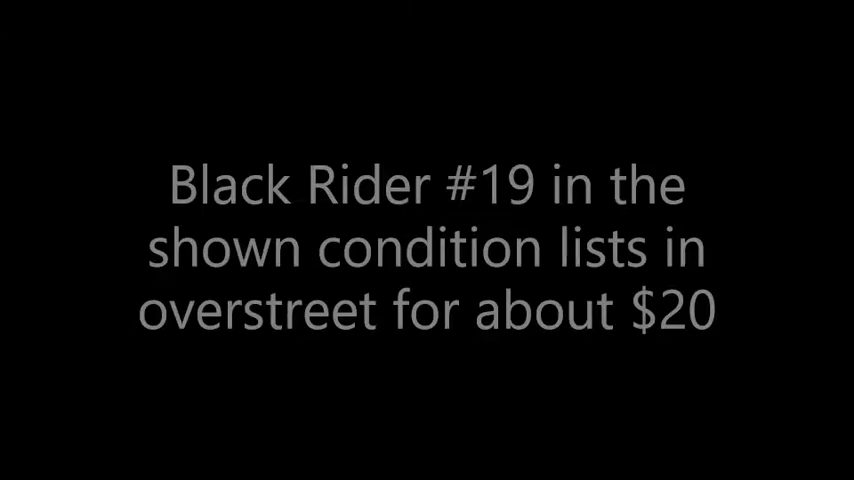 Black Rider #19 in the
shown condition lists in
overstreet for about $20